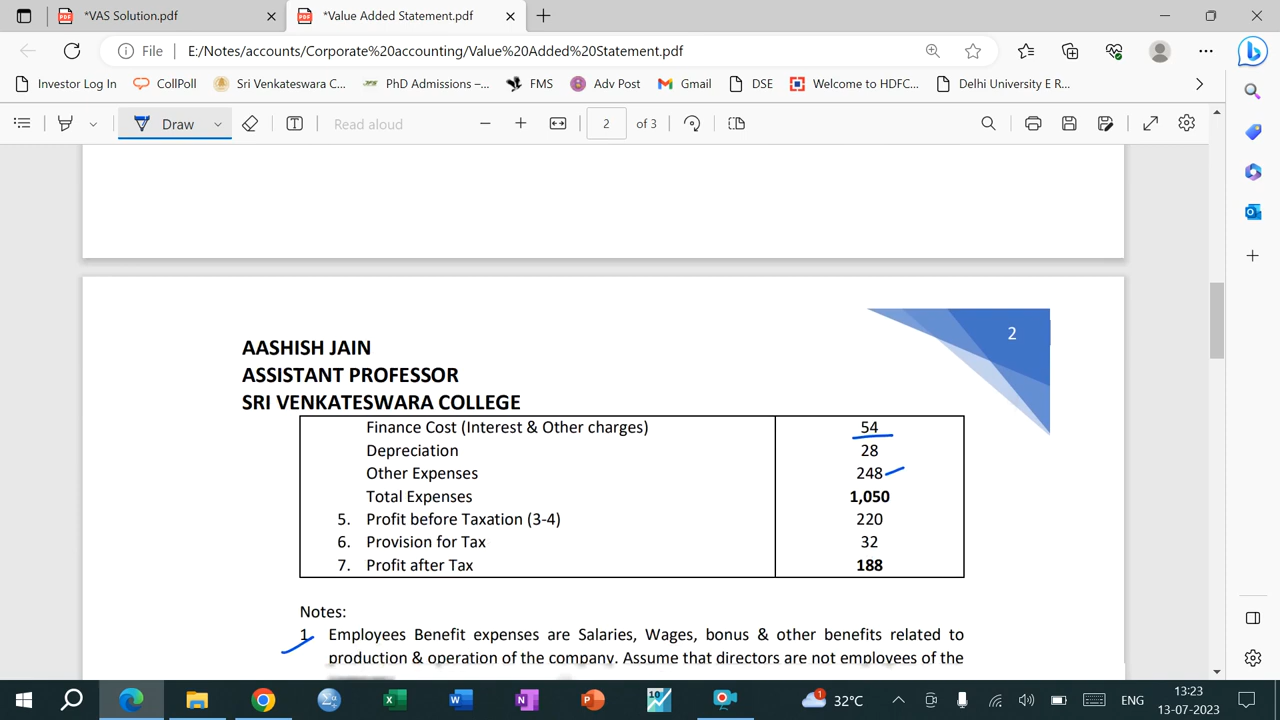 *VAS Solution.pdf
*Value Added Statement.pdf
File
E:/Notes/accounts/Corporate%20accounting/Value%20Added%20Statement.pdf
Investor Log In
CollPoll
Sri Venkateswara C...
PhD Admissions –...
FMS
Adv Post
Gmail
DSE
Welcome to HDFC...
Delhi University E R...
Draw
Read aloud
2
of 3
2
AASHISH JAIN
ASSISTANT PROFESSOR
SRI VENKATESWARA COLLEGE
Finance Cost (Interest & Other charges) 54
Depreciation 28
Other Expenses 248
Total Expenses 1,050
5. Profit before Taxation (3-4) 220
6. Provision for Tax 32
7. Profit after Tax 188
Notes:
1 Employees Benefit expenses are Salaries, Wages, bonus & other benefits related to
production & operation of the company. Assume that directors are not employees of the
32°C
ENG
13:23
13-07-2023